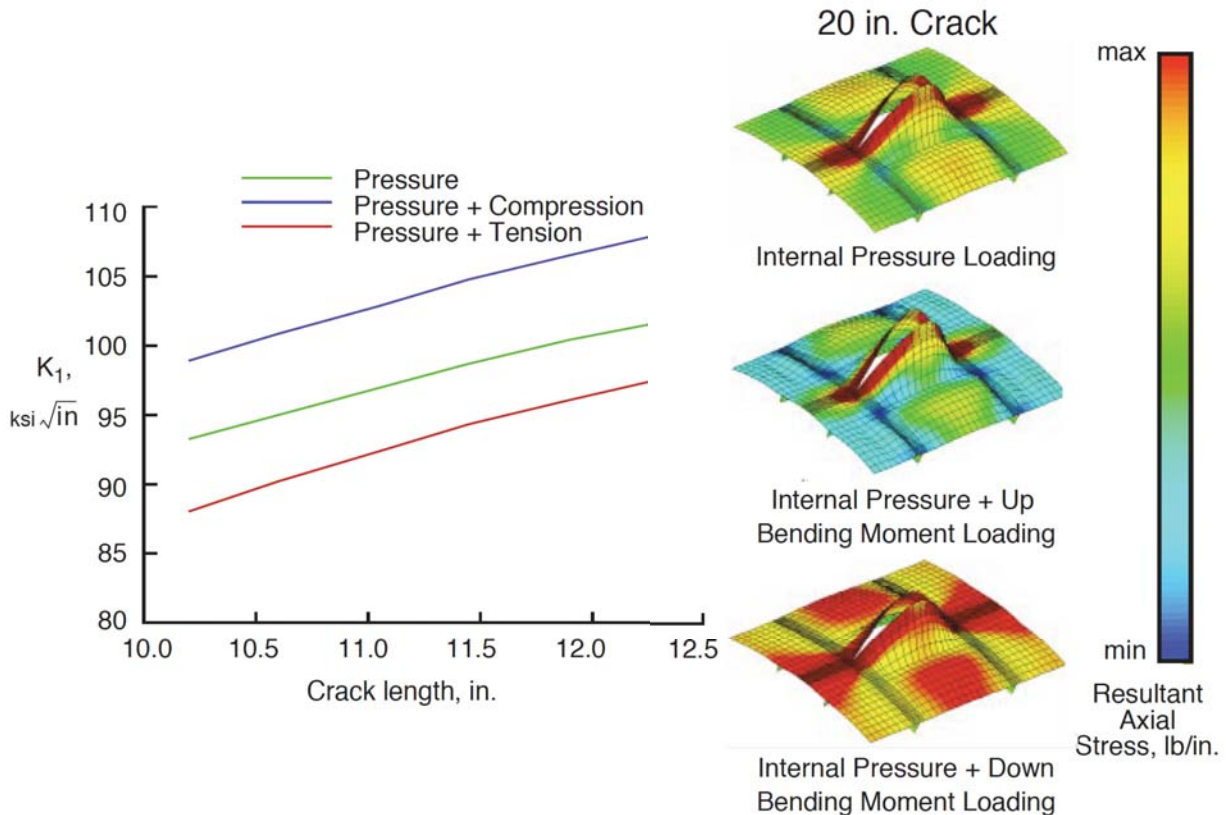 Pressure
Pressure + Compression
Pressure + Tension
110
105
100
95
90
85
80
K1,
ksi √in
10.0
10.5
11.0
11.5
12.0
12.5
Crack length, in.
20 in. Crack
Internal Pressure Loading
Internal Pressure + Up
Bending Moment Loading
Internal Pressure + Down
Bending Moment Loading
max
min
Resultant
Axial
Stress, lb/in.